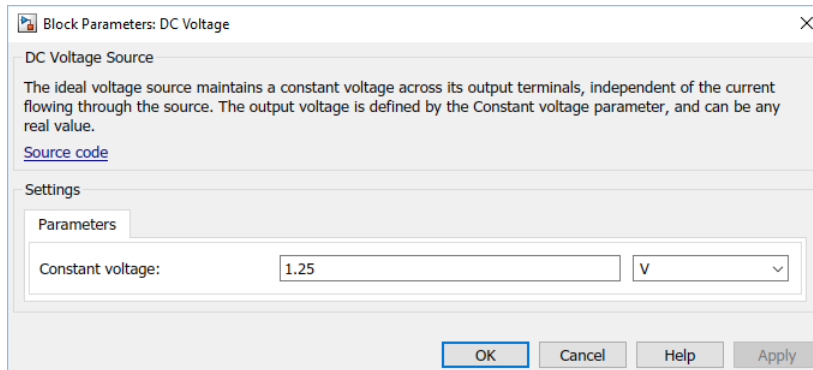 Block Parameters: DC Voltage
DC Voltage Source
The ideal voltage source maintains a constant voltage across its output terminals, independent of the current
flowing through the source. The output voltage is defined by the Constant voltage parameter, and can be any
real value.
Source code
Settings
Parameters
Constant voltage: 1.25 V
OK Cancel Help Apply